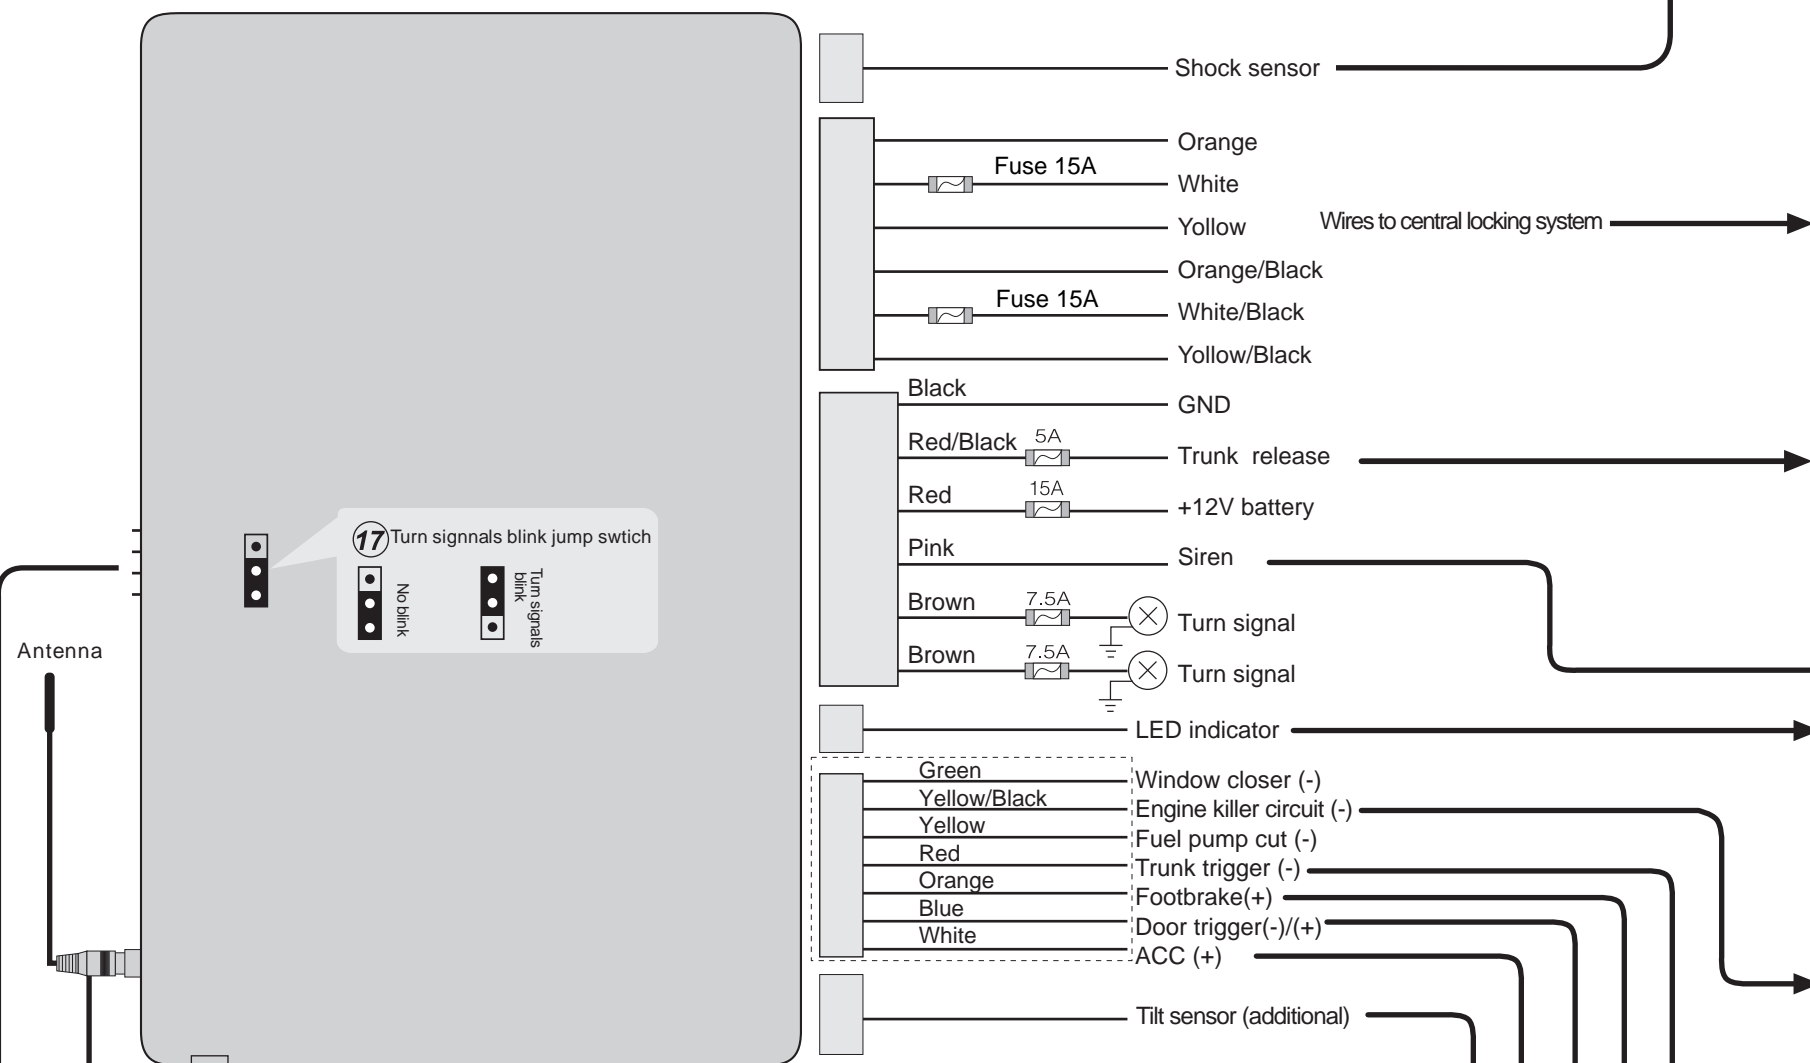 Shock sensor
Orange
Fuse 15A
White
Yollow
Wires to central locking system
Orange/Black
Fuse 15A
White/Black
Yollow/Black
Black
GND
Red/Black
5A
Trunk release
Red
15A
+12V battery
Pink
Siren
Brown
7.5A
Turn signal
Brown
7.5A
Turn signal
17
Turn signnals blink jump swtich
No blink
Turn signals
blink
Antenna
LED indicator
Green
Window closer (-)
Yellow/Black
Engine killer circuit (-)
Yellow
Fuel pump cut (-)
Red
Trunk trigger (-)
Orange
Footbrake(+)
Blue
Door trigger(-)/(+)
White
ACC (+)
Tilt sensor (additional)